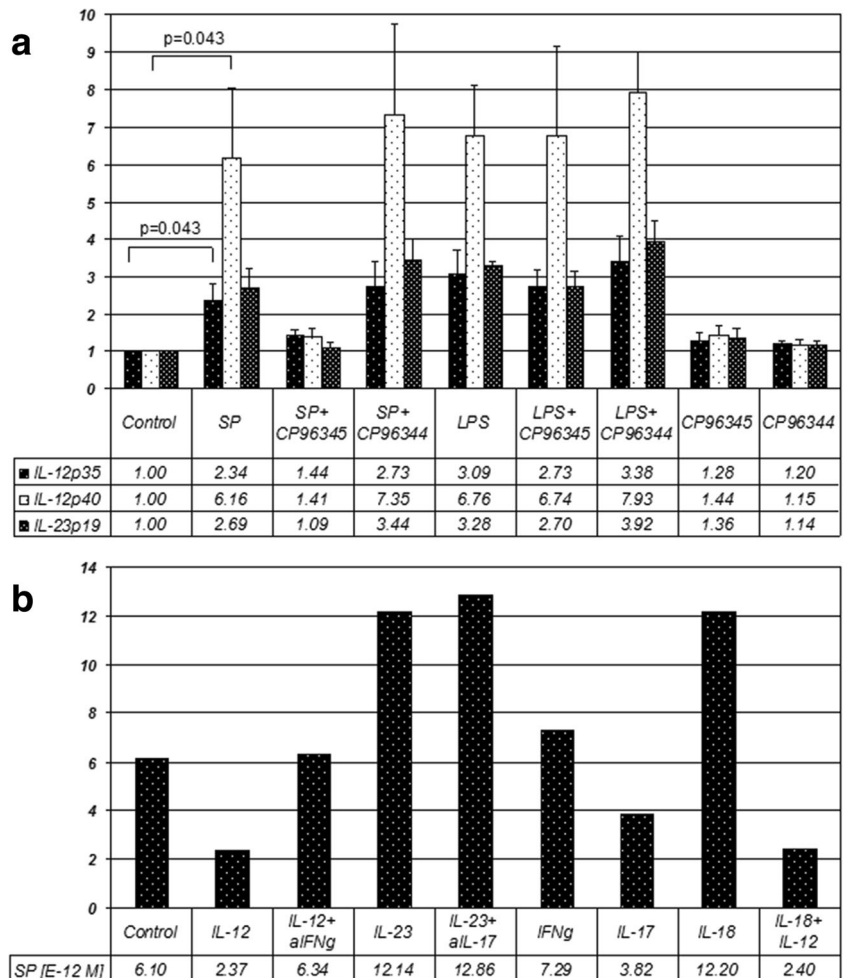 a
10
9
8
7
6
5
4
3
2
1
0
p=0.043
p=0.043
Control SP SP+ CP96345 SP+ CP96344 LPS LPS+ CP96345 LPS+ CP96344 CP96345 CP96344
IL-12p35 1.00 2.34 1.44 2.73 3.09 2.73 3.38 1.28 1.20
IL-12p40 1.00 6.16 1.41 7.35 6.76 6.74 7.93 1.44 1.15
IL-23p19 1.00 2.69 1.09 3.44 3.28 2.70 3.92 1.36 1.14
b
14
12
10
8
6
4
2
0
Control IL-12 IL-12+ aIFNg IL-23 IL-23+ aIL-17 IFNg IL-17 IL-18 IL-18+ IL-12
SP [E-12 M] 6.10 2.37 6.34 12.14 12.86 7.29 3.82 12.20 2.40